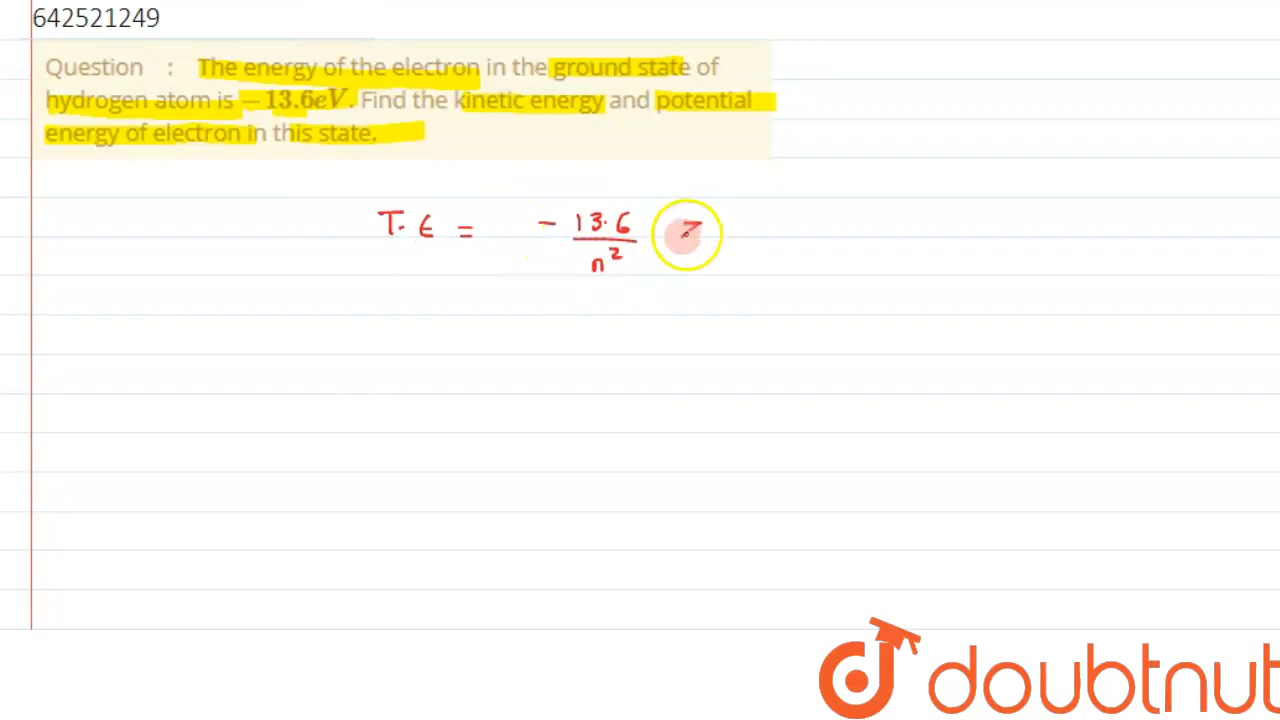 642521249
Question : The energy of the electron in the ground state of
hydrogen atom is −13.6eV. Find the kinetic energy and potential
energy of electron in this state.
T.E = - 13.6/n² Z
doubtnut